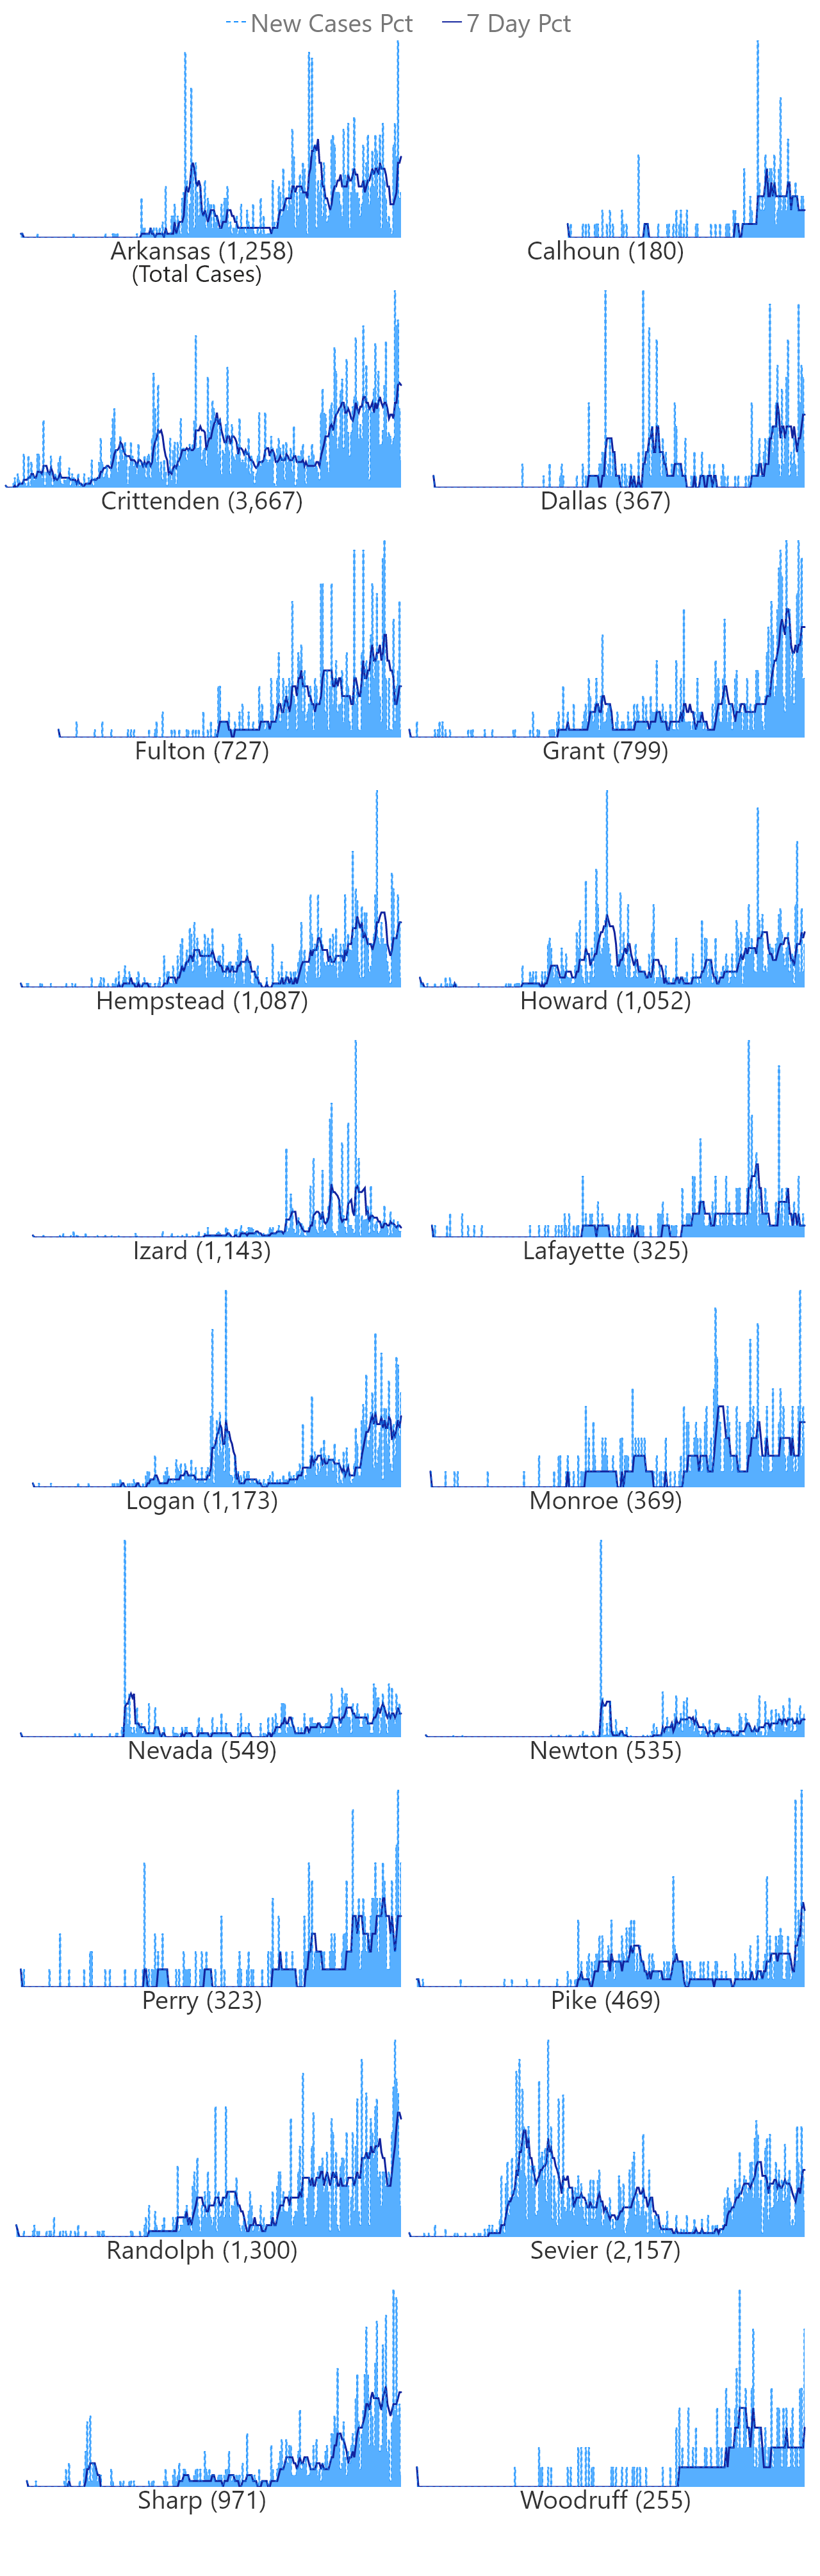 New Cases Pct 7 Day Pct
Arkansas (1,258) Calhoun (180)
(Total Cases)
Crittenden (3,667) Dallas (367)
Fulton (727) Grant (799)
Hempstead (1,087) Howard (1,052)
Izard (1,143) Lafayette (325)
Logan (1,173) Monroe (369)
Nevada (549) Newton (535)
Perry (323) Pike (469)
Randolph (1,300) Sevier (2,157)
Sharp (971) Woodruff (255)